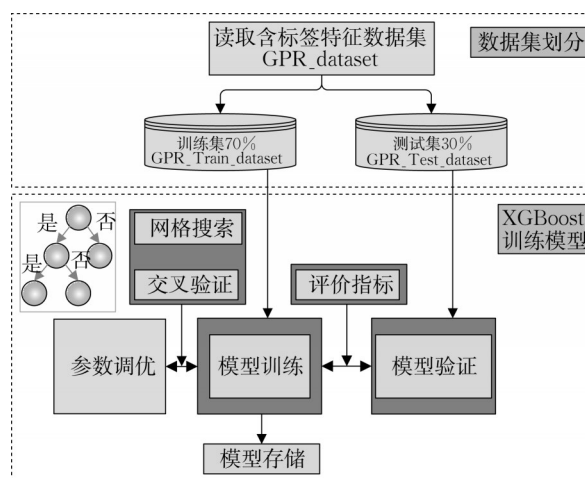 读取含标签特征数据集
GPR_dataset
数据集划分
训练集70%
GPR_Train_dataset
测试集30%
GPR_Test_dataset
是
否
是
否
网格搜索
交叉验证
评价指标
XGBoost
训练模型
参数调优
模型训练
模型验证
模型存储